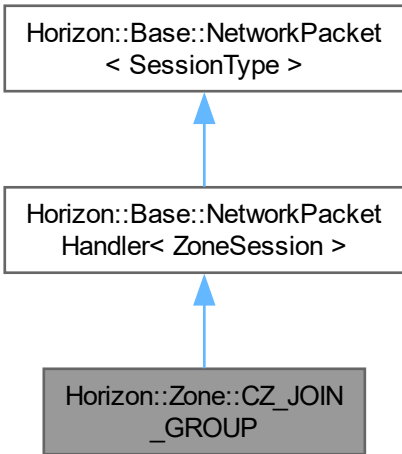 Horizon::Base::NetworkPacket
< SessionType >
Horizon::Base::NetworkPacket
Handler< ZoneSession >
Horizon::Zone::CZ_JOIN
_GROUP